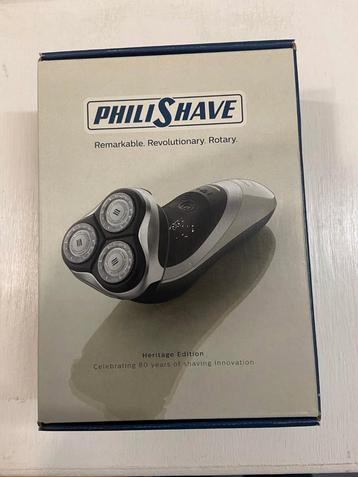 PHILISHAVE
Remarkable. Revolutionary. Rotary.
Heritage Edition
Celebrating 80 years of shaving innovation